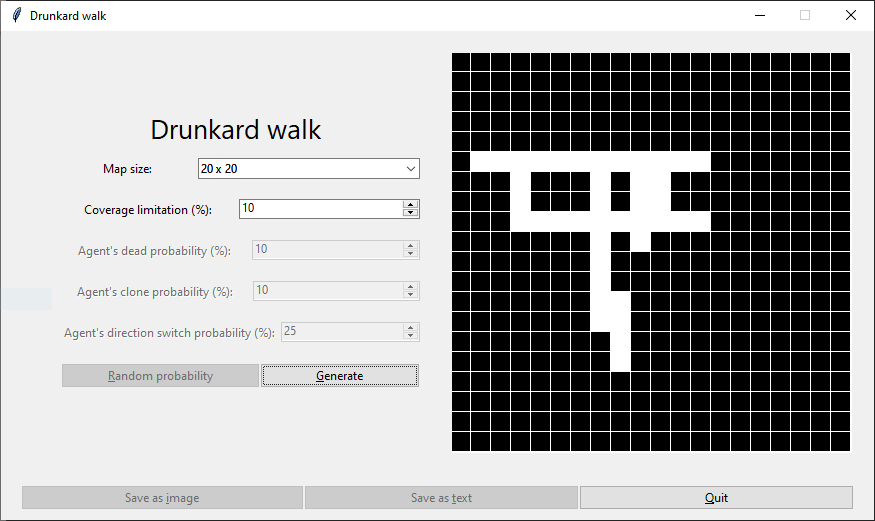 Drunkard walk
Drunkard walk
Map size: 20 x 20
Coverage limitation (%): 10
Agent's dead probability (%): 10
Agent's clone probability (%): 10
Agent's direction switch probability (%): 25
Random probability Generate
Save as image Save as text Quit